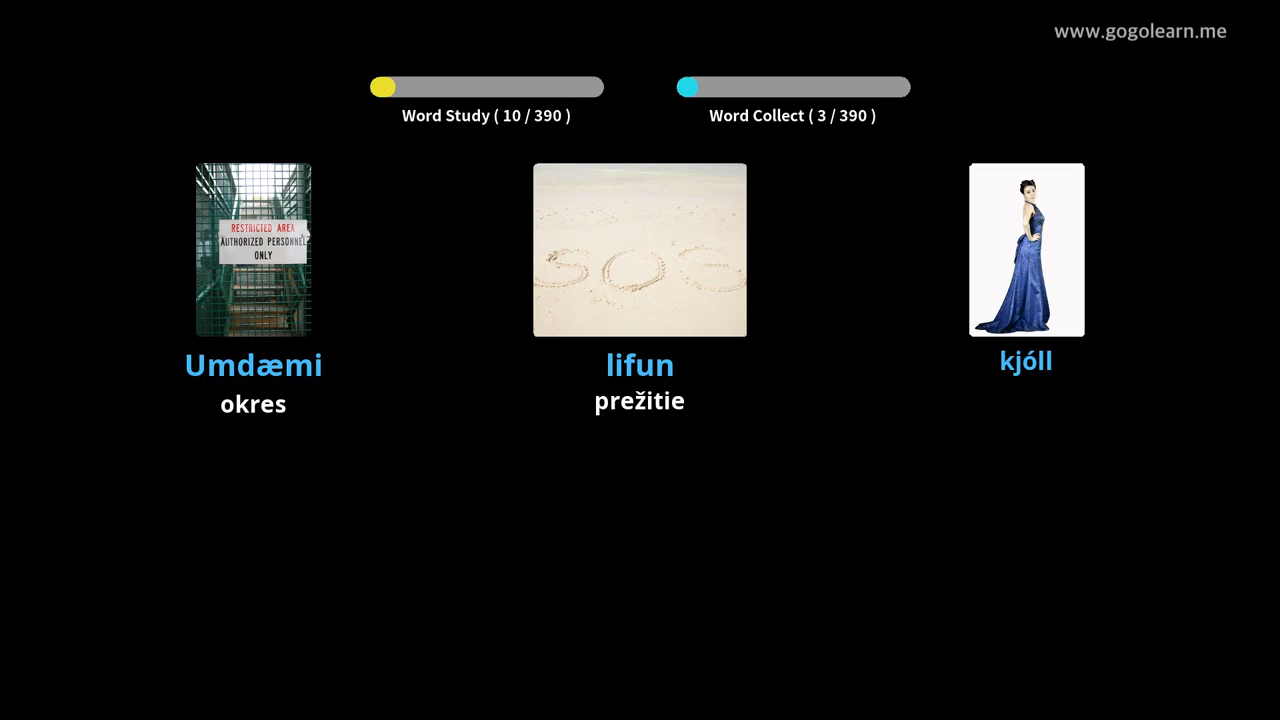 www.gogolearn.me
Word Study ( 10 / 390 )
Word Collect ( 3 / 390 )
RESTRICTED AREA
AUTHORIZED PERSONNEL
ONLY
SOS
Umdæmi
okres
lifun
prežitie
kjóll